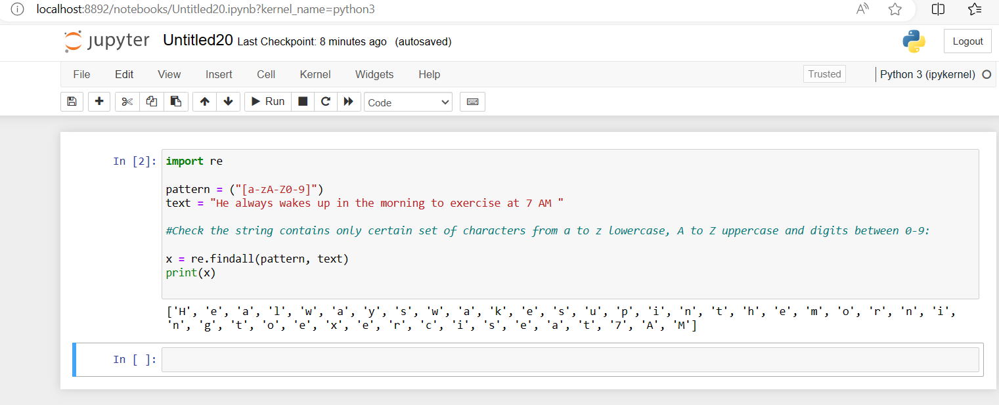 localhost:8892/notebooks/Untitled20.ipynb?kernel_name=python3
jupyter Untitled20 Last Checkpoint: 8 minutes ago (autosaved) Logout
File Edit View Insert Cell Kernel Widgets Help Trusted Python 3 (ipykernel)
Run Code
In [2]: import re
pattern = ("[a-zA-Z0-9]")
text = "He always wakes up in the morning to exercise at 7 AM "
#Check the string contains only certain set of characters from a to z lowercase, A to Z uppercase and digits between 0-9:
x = re.findall(pattern, text)
print(x)
['H', 'e', 'a', 'l', 'w', 'a', 'y', 's', 'w', 'a', 'k', 'e', 's', 'u', 'p', 'i', 'n', 't', 'h', 'e', 'm', 'o', 'r', 'n', 'i',
'n', 'g', 't', 'o', 'e', 'x', 'e', 'r', 'c', 'i', 's', 'e', 'a', 't', '7', 'A', 'M']
In [ ]: